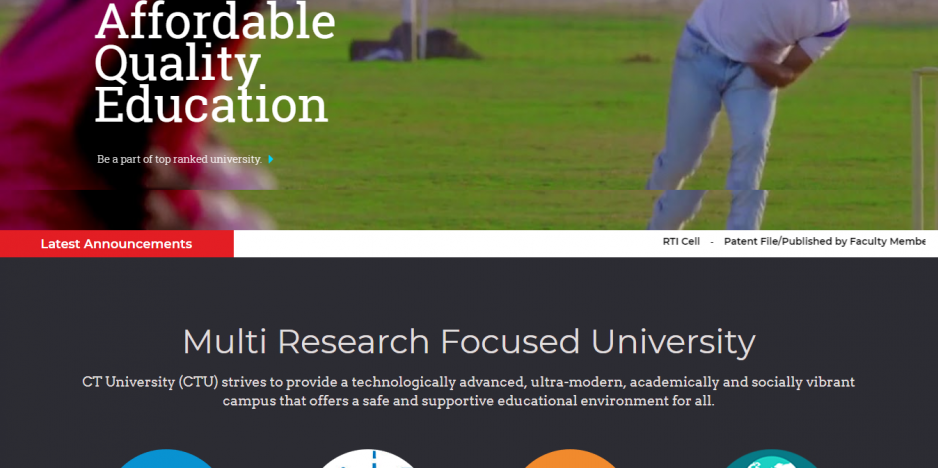 Affordable
Quality
Education
Be a part of top ranked university.
Latest Announcements
RTI Cell - Patent File/Published by Faculty
Multi Research Focused University
CT University (CTU) strives to provide a technologically advanced, ultra-modern, academically and socially vibrant
campus that offers a safe and supportive educational environment for all.